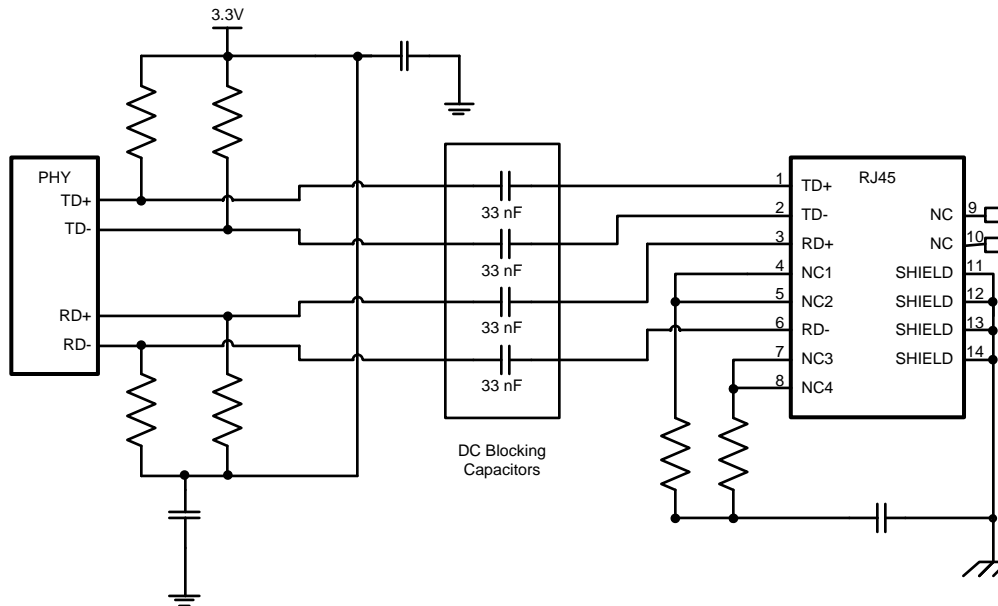 3.3V
PHY
TD+
TD-
RD+
RD-
33 nF
33 nF
33 nF
33 nF
DC Blocking
Capacitors
RJ45
1 TD+
2 TD-
3 RD+
4 NC1
5 NC2
6 RD-
7 NC3
8 NC4
NC 9
NC 10
SHIELD 11
SHIELD 12
SHIELD 13
SHIELD 14